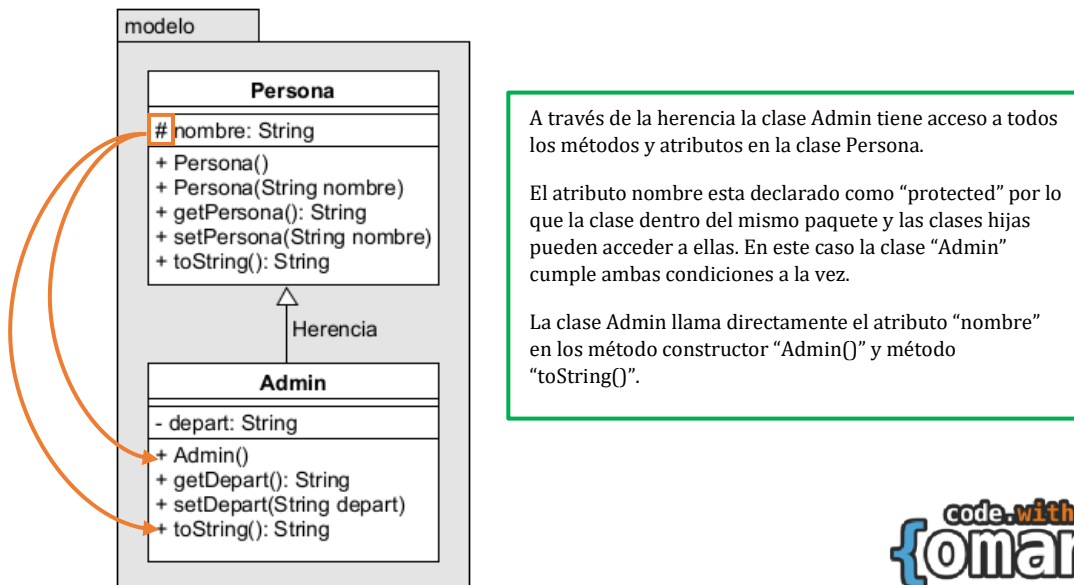 modelo
Persona
# nombre: String
+ Persona()
+ Persona(String nombre)
+ getPersona(): String
+ setPersona(String nombre)
+ toString(): String
Herencia
Admin
- depart: String
+ Admin()
+ getDepart(): String
+ setDepart(String depart)
+ toString(): String
A través de la herencia la clase Admin tiene acceso a todos
los métodos y atributos en la clase Persona.
El atributo nombre esta declarado como “protected” por lo
que la clase dentro del mismo paquete y las clases hijas
pueden acceder a ellas. En este caso la clase “Admin”
cumple ambas condiciones a la vez.
La clase Admin llama directamente el atributo “nombre”
en los método constructor “Admin()” y método
“toString()”.
code.with
{omar